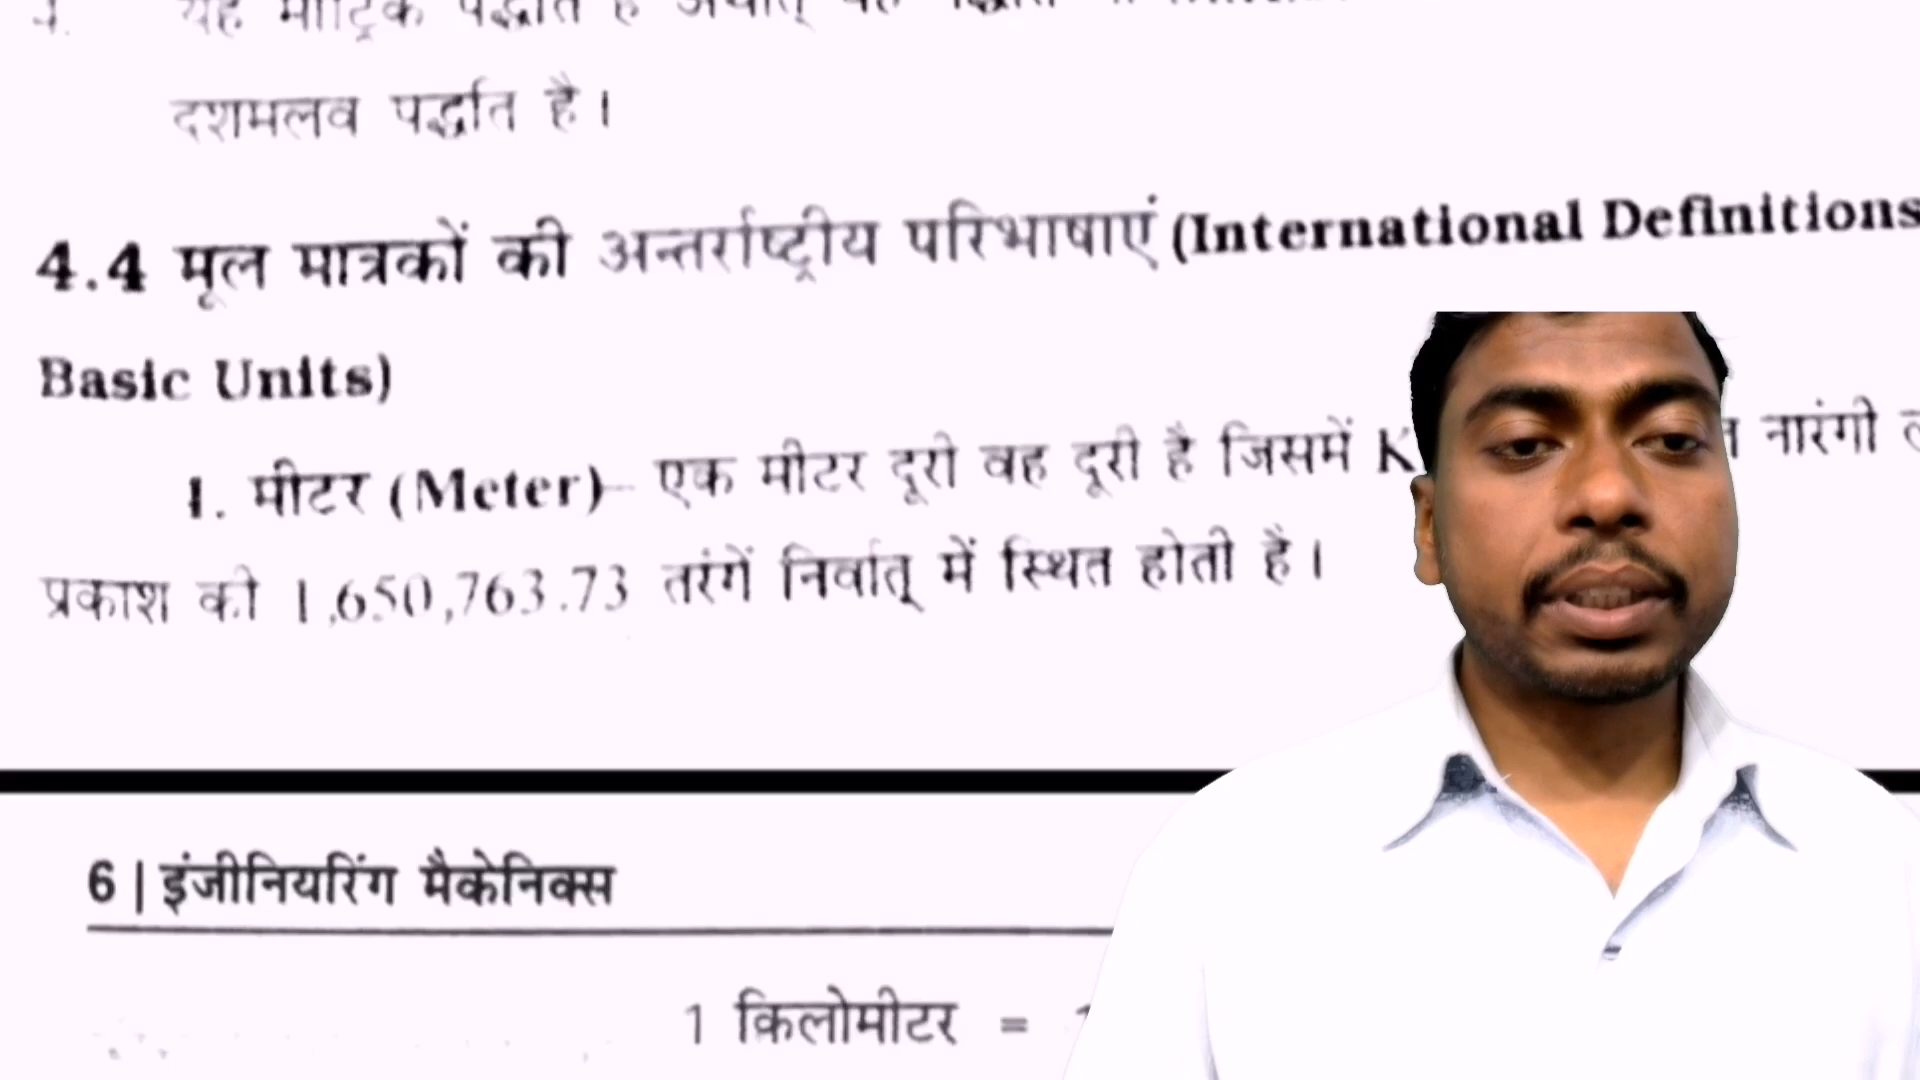 4.
दशमलव पद्धति है।
4.4 मूल मात्रकों की अन्तर्राष्ट्रीय परिभाषाएं (International Definitions
Basic Units)
1. मीटर (Meter)– एक मीटर दूरी वह दूरी है जिसमें नारंगी
प्रकाश की 1,650,763.73 तरंगें निर्वात् में स्थित होती है।
6 | इंजीनियरिंग मैकेनिक्स
1 किलोमीटर =